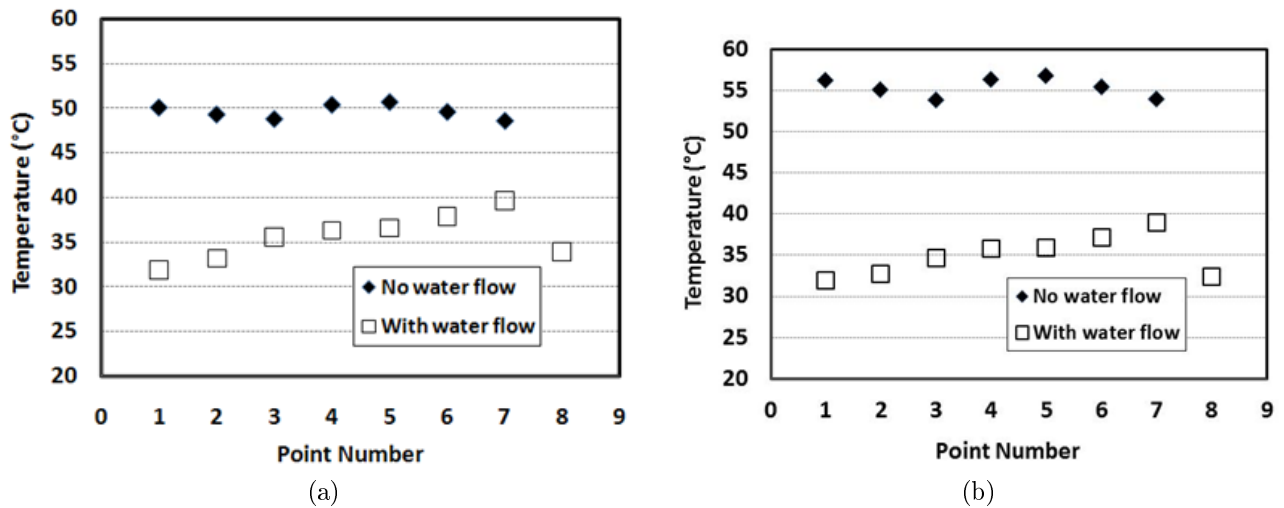 60
55
50
45
40
35
30
25
20
Temperature (°C)
No water flow
With water flow
0 1 2 3 4 5 6 7 8 9
Point Number
(a)
60
55
50
45
40
35
30
25
20
Temperature (°C)
No water flow
With water flow
0 1 2 3 4 5 6 7 8 9
Point Number
(b)